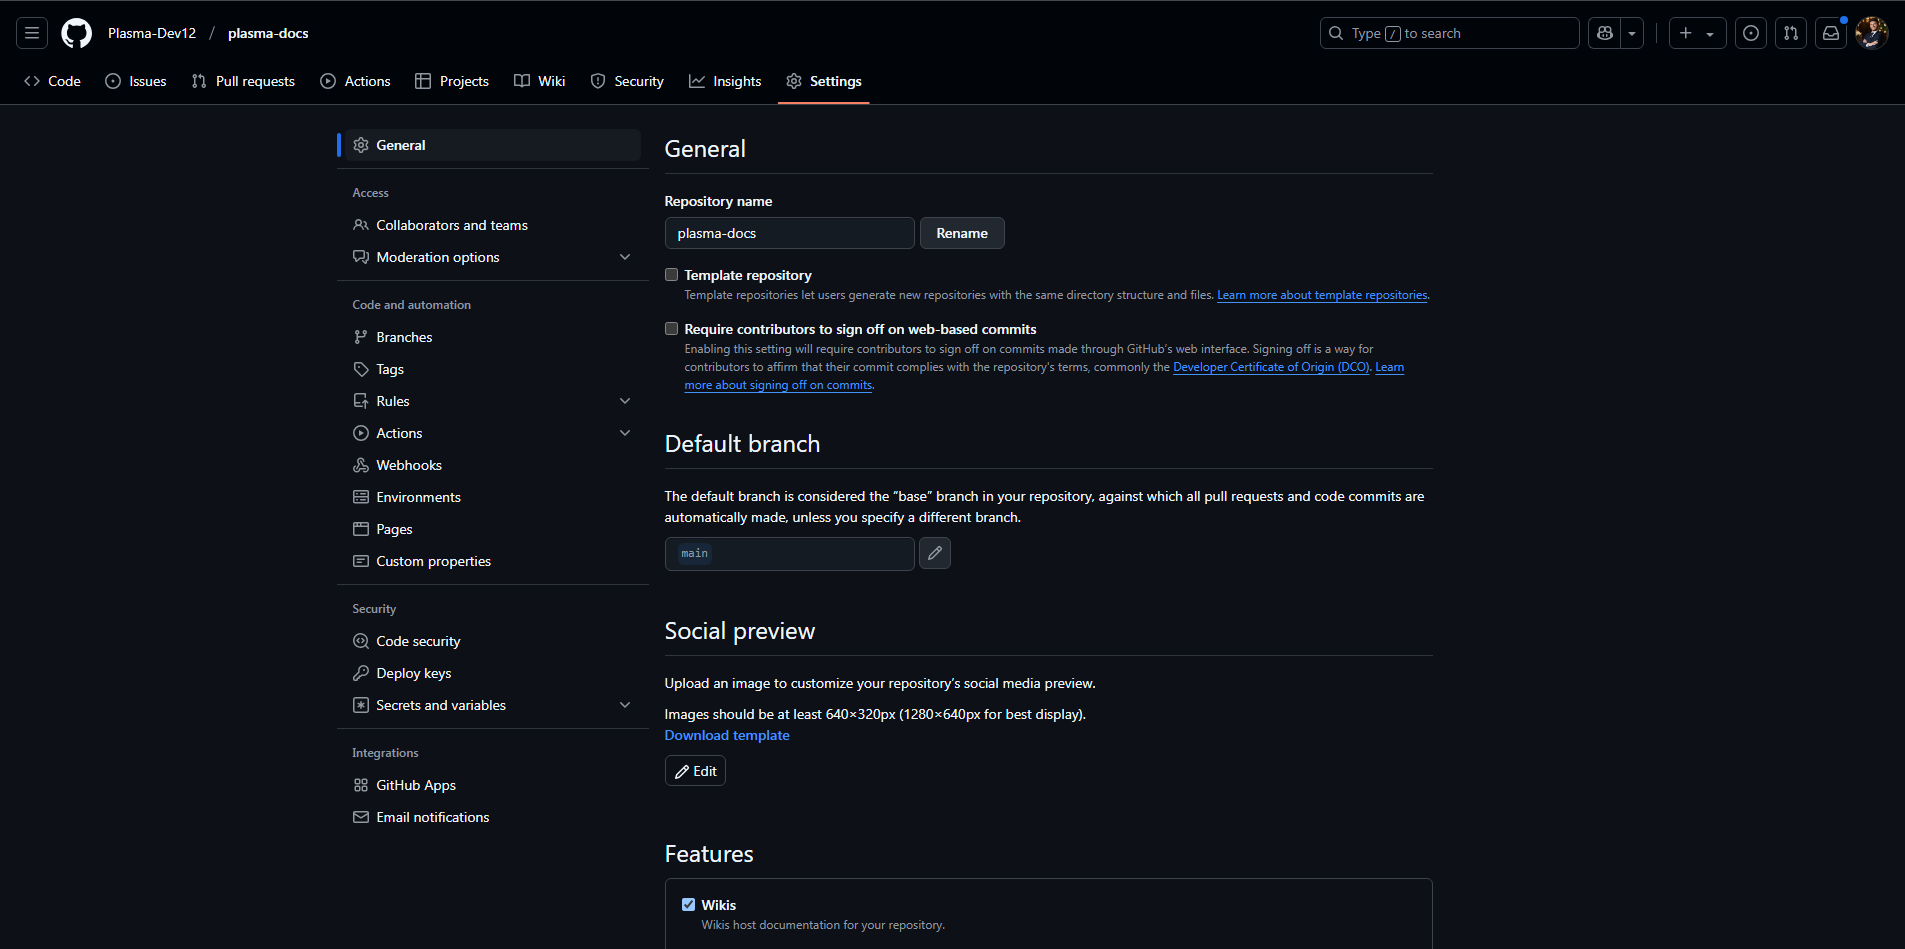 Plasma-Dev12 / plasma-docs
Type / to search
Code
Issues
Pull requests
Actions
Projects
Wiki
Security
Insights
Settings
General
Access
Collaborators and teams
Moderation options
Code and automation
Branches
Tags
Rules
Actions
Webhooks
Environments
Pages
Custom properties
Security
Code security
Deploy keys
Secrets and variables
Integrations
GitHub Apps
Email notifications
General
Repository name
plasma-docs
Rename
Template repository
Template repositories let users generate new repositories with the same directory structure and files. Learn more about template repositories.
Require contributors to sign off on web-based commits
Enabling this setting will require contributors to sign off on commits made through GitHub’s web interface. Signing off is a way for
contributors to affirm that their commit complies with the repository's terms, commonly the Developer Certificate of Origin (DCO). Learn
more about signing off on commits.
Default branch
The default branch is considered the “base” branch in your repository, against which all pull requests and code commits are
automatically made, unless you specify a different branch.
main
Social preview
Upload an image to customize your repository’s social media preview.
Images should be at least 640×320px (1280×640px for best display).
Download template
Edit
Features
Wikis
Wikis host documentation for your repository.